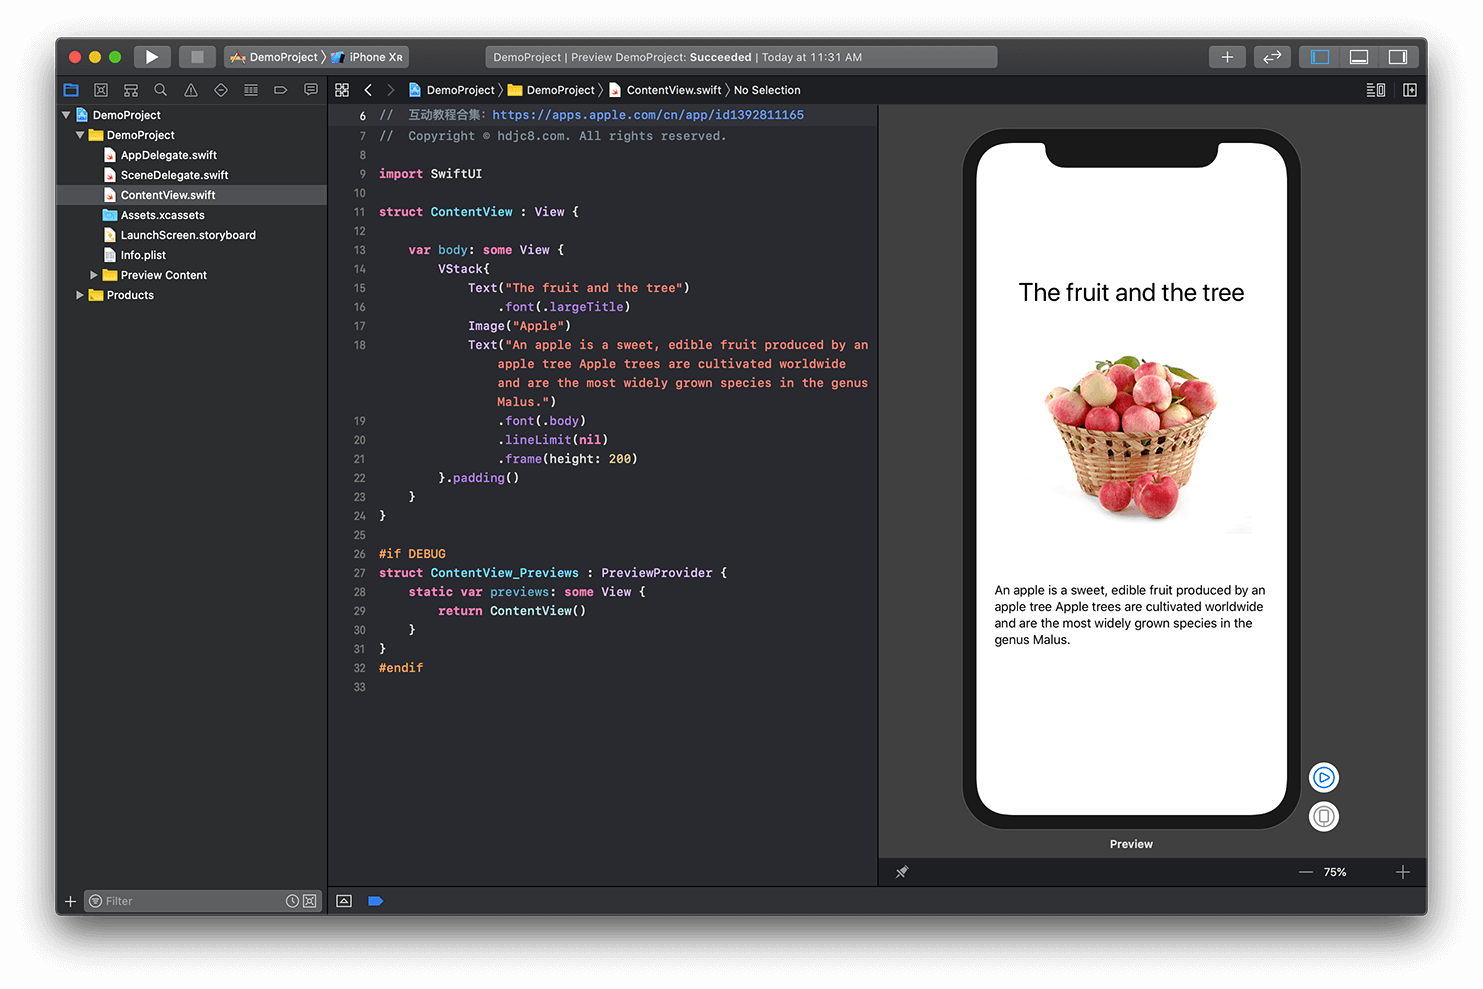 DemoProject
iPhone XR
DemoProject | Preview DemoProject: Succeeded | Today at 11:31 AM
DemoProject
DemoProject
AppDelegate.swift
SceneDelegate.swift
ContentView.swift
Assets.xcassets
LaunchScreen.storyboard
Info.plist
Preview Content
Products
Filter
DemoProject
DemoProject
ContentView.swift
No Selection
6 // 互动教程合集：https://apps.apple.com/cn/app/id1392811165
7 // Copyright © hdjc8.com. All rights reserved.
8
9 import SwiftUI
10
11 struct ContentView : View {
12
13 var body: some View {
14 VStack{
15 Text("The fruit and the tree")
16 .font(.largeTitle)
17 Image("Apple")
18 Text("An apple is a sweet, edible fruit produced by an
apple tree Apple trees are cultivated worldwide
and are the most widely grown species in the genus
Malus.")
19 .font(.body)
20 .lineLimit(nil)
21 .frame(height: 200)
22 }.padding()
23 }
24 }
25
26 #if DEBUG
27 struct ContentView_Previews : PreviewProvider {
28 static var previews: some View {
29 return ContentView()
30 }
31 }
32 #endif
33
The fruit and the tree
An apple is a sweet, edible fruit produced by an
apple tree Apple trees are cultivated worldwide
and are the most widely grown species in the
genus Malus.
Preview
75%